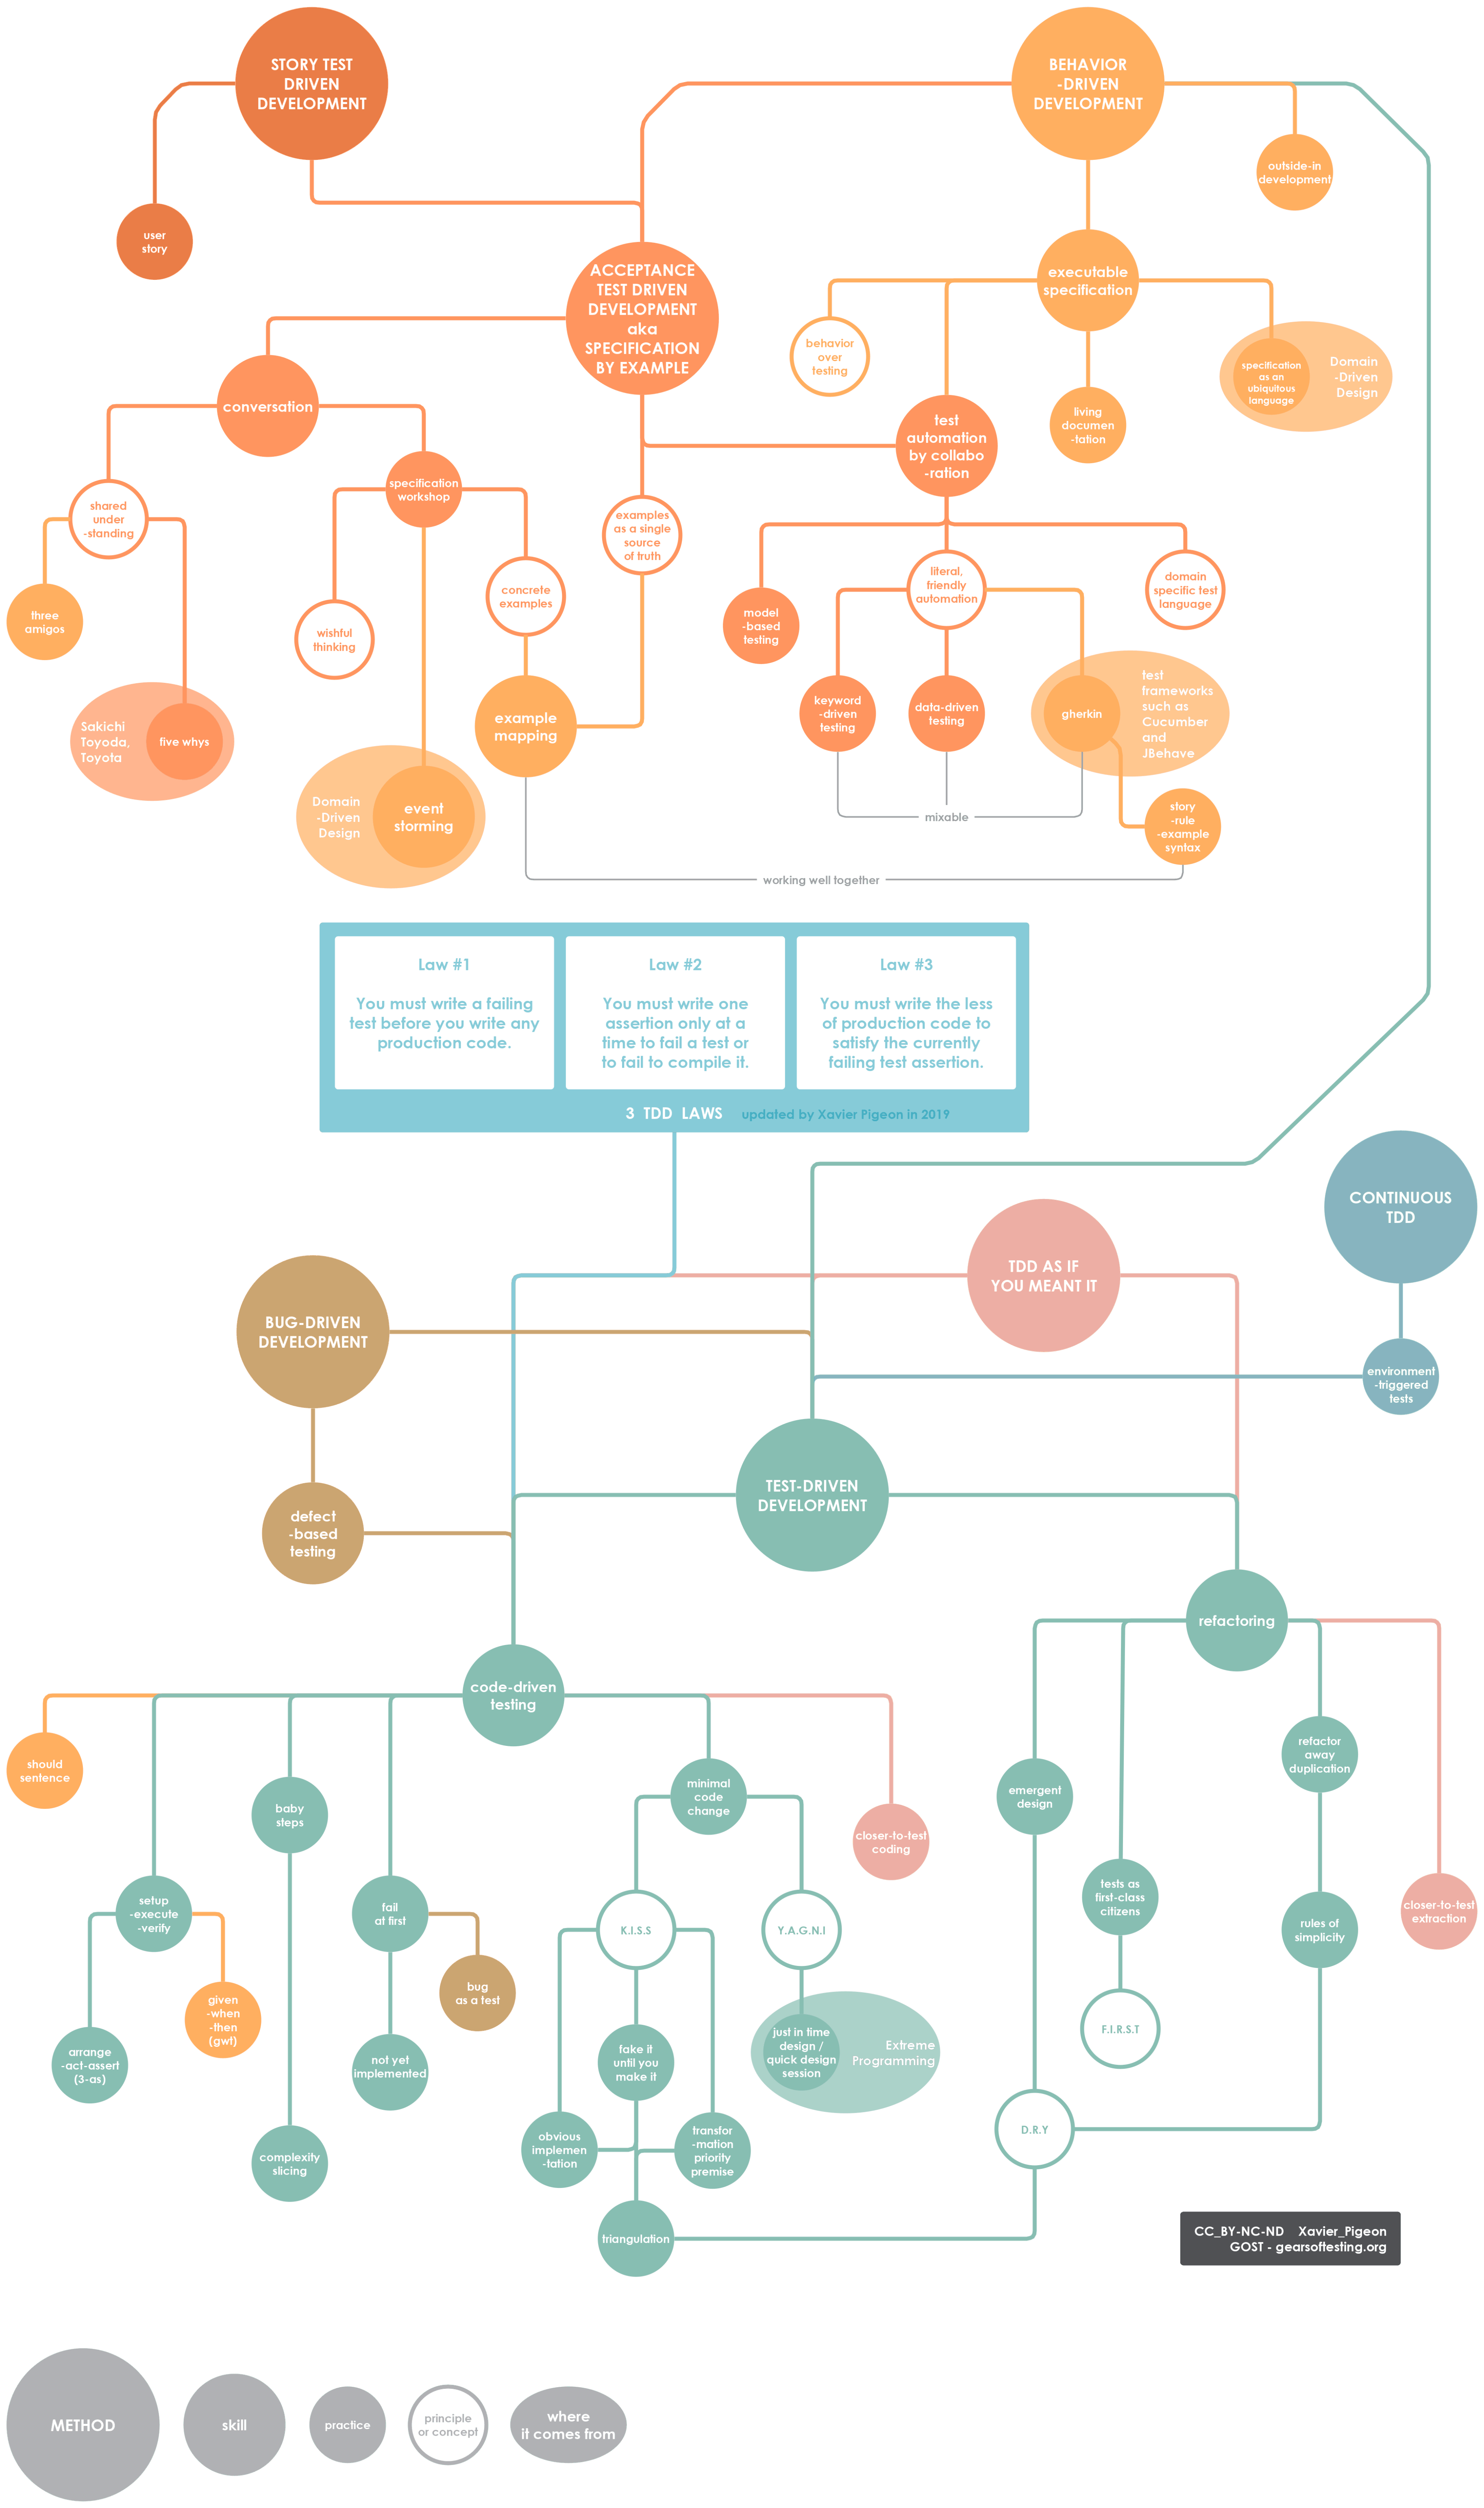 STORY TEST
DRIVEN
DEVELOPMENT
BEHAVIOR
-DRIVEN
DEVELOPMENT
outside-in
development
user
story
ACCEPTANCE
TEST DRIVEN
DEVELOPMENT
aka
SPECIFICATION
BY EXAMPLE
executable
specification
behavior
over
testing
specification
as an
ubiquitous
language
Domain
-Driven
Design
conversation
living
documen
-tation
test
automation
by collabo
-ration
specification
workshop
shared
under
-standing
examples
as a single
source
of truth
concrete
examples
literal,
friendly
automation
domain
specific test
language
three
amigos
wishful
thinking
model
-based
testing
Sakichi
Toyoda,
Toyota
five whys
example
mapping
keyword
-driven
testing
data-driven
testing
gherkin
test
frameworks
such as
Cucumber
and
JBehave
Domain
-Driven
Design
event
storming
mixable
story
-rule
-example
syntax
working well together
Law #1
You must write a failing
test before you write any
production code.
Law #2
You must write one
assertion only at a
time to fail a test or
to fail to compile it.
Law #3
You must write the less
of production code to
satisfy the currently
failing test assertion.
3 TDD LAWS
updated by Xavier Pigeon in 2019
CONTINUOUS
TDD
TDD AS IF
YOU MEANT IT
BUG-DRIVEN
DEVELOPMENT
environment
-triggered
tests
TEST-DRIVEN
DEVELOPMENT
defect
-based
testing
refactoring
code-driven
testing
should
sentence
baby
steps
minimal
code
change
closer-to-test
coding
emergent
design
refactor
away
duplication
setup
-execute
-verify
fail
at first
K.I.S.S
Y.A.G.N.I
tests as
first-class
citizens
rules of
simplicity
closer-to-test
extraction
given
-when
-then
(gwt)
bug
as a test
F.I.R.S.T
arrange
-act-assert
(3-as)
not yet
implemented
fake it
until you
make it
just in time
design /
quick design
session
Extreme
Programming
complexity
slicing
obvious
implemen
-tation
transfor
-mation
priority
premise
D.R.Y
triangulation
CC_BY-NC-ND Xavier_Pigeon
GOST - gearsoftesting.org
METHOD
skill
practice
principle
or concept
where
it comes from